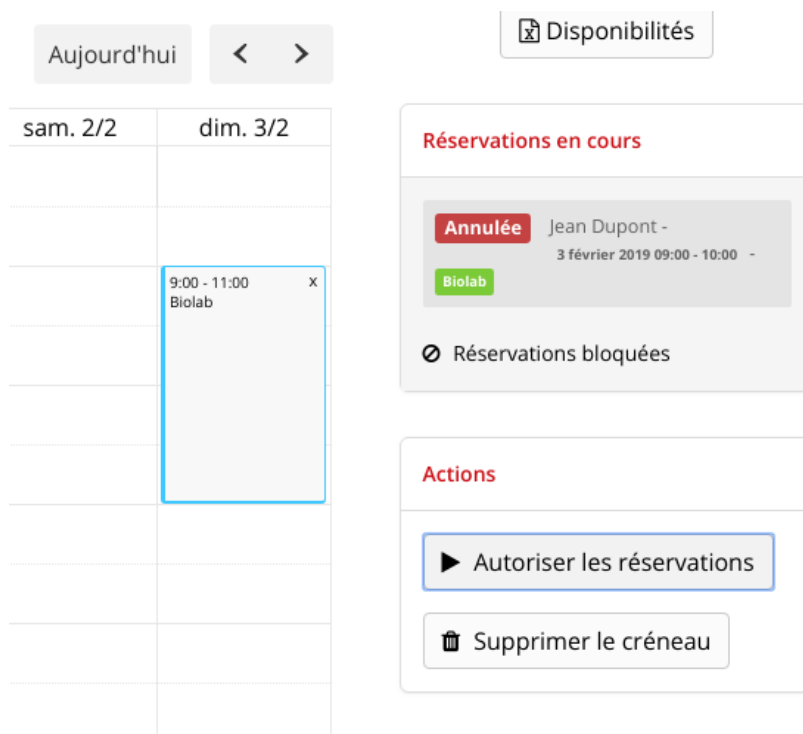 Aujourd'hui
sam. 2/2
dim. 3/2
9:00 - 11:00 x
Biolab
Disponibilités
Réservations en cours
Annulée Jean Dupont -
3 février 2019 09:00 - 10:00 -
Biolab
Réservations bloquées
Actions
Autoriser les réservations
Supprimer le créneau